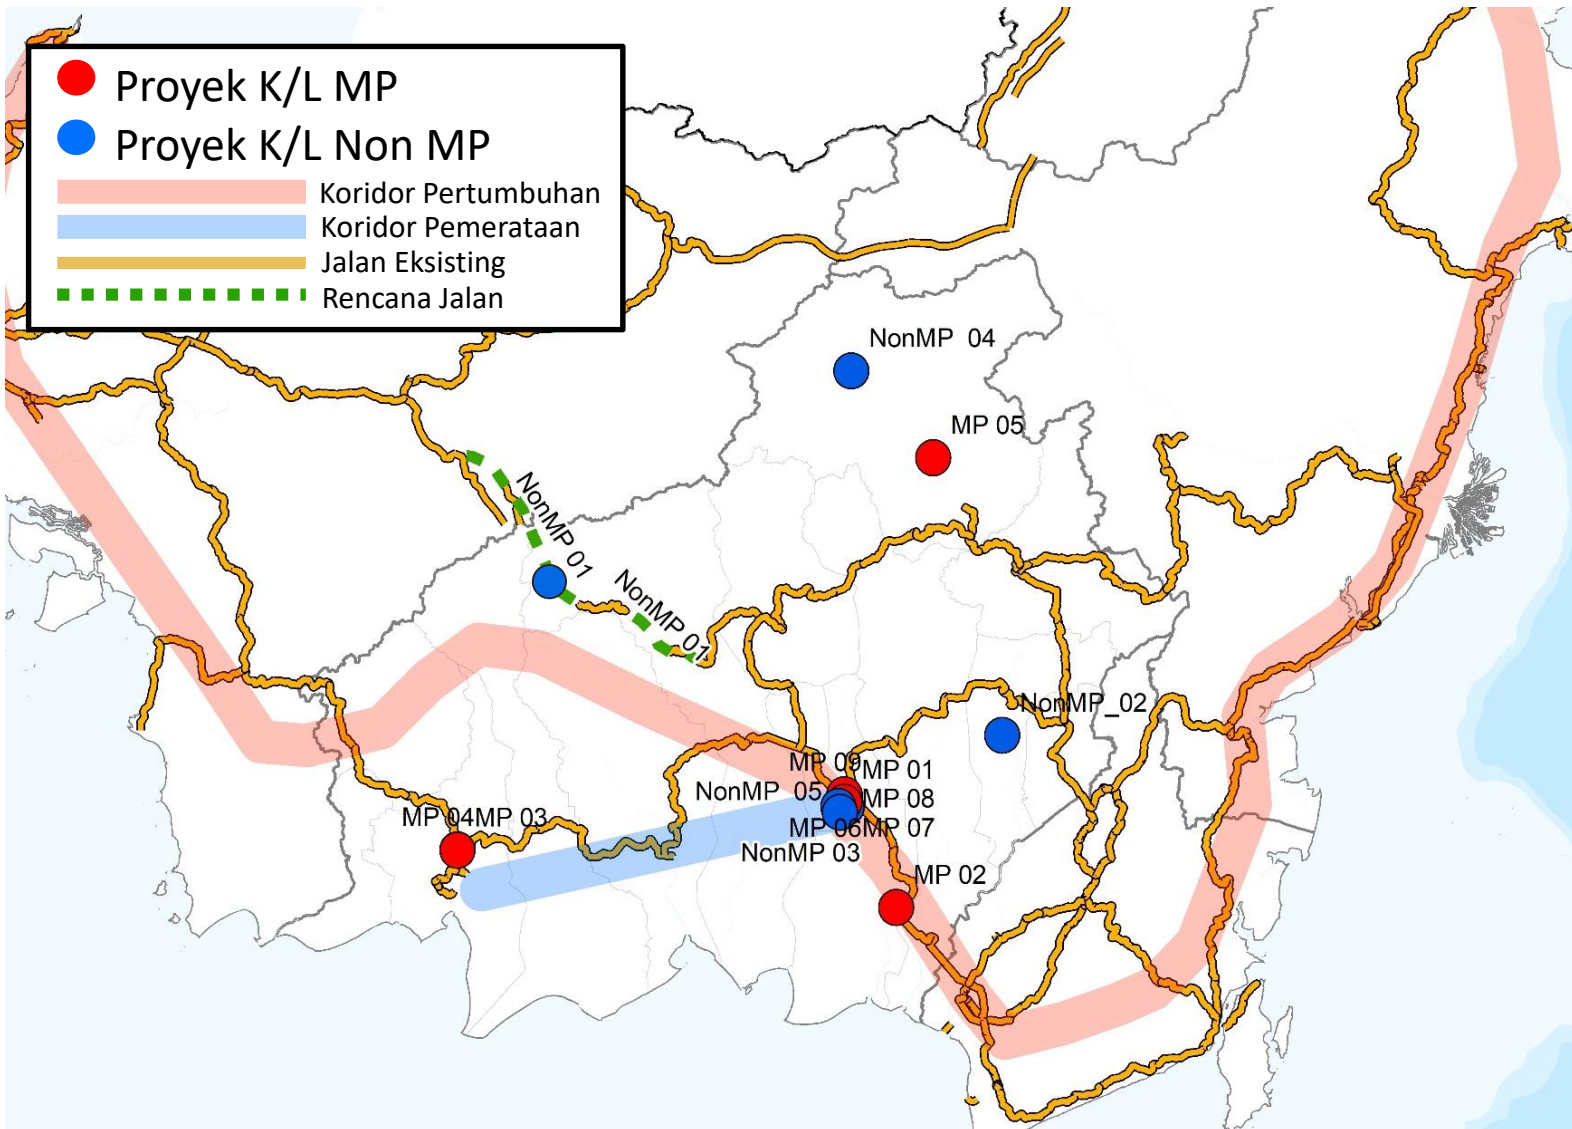 Proyek K/L MP
Proyek K/L Non MP
Koridor Pertumbuhan
Koridor Pemerataan
Jalan Eksisting
Rencana Jalan
NonMP 04
MP 05
NonMP 01
NonMP 01
NonMP_02
MP 09
MP 01
NonMP 05
MP 08
MP 04
MP 03
MP 06
MP 07
NonMP 03
MP 02